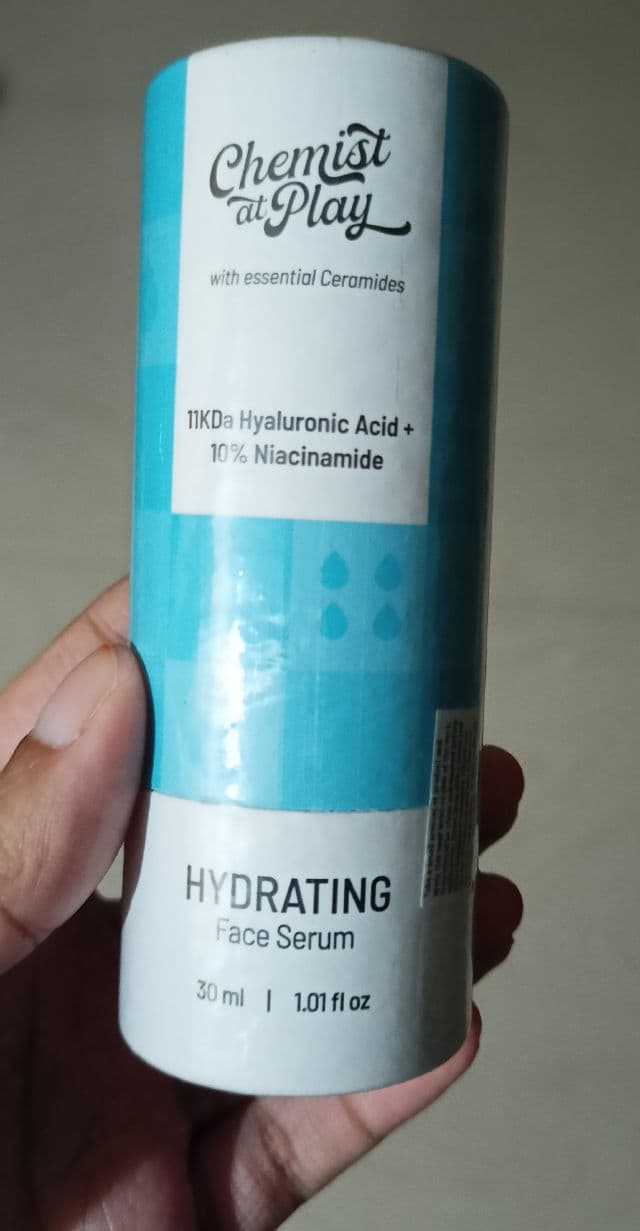 Chemist
at Play
with essential Ceramides
11KDa Hyaluronic Acid +
10% Niacinamide
HYDRATING
Face Serum
30 ml | 1.01 fl oz